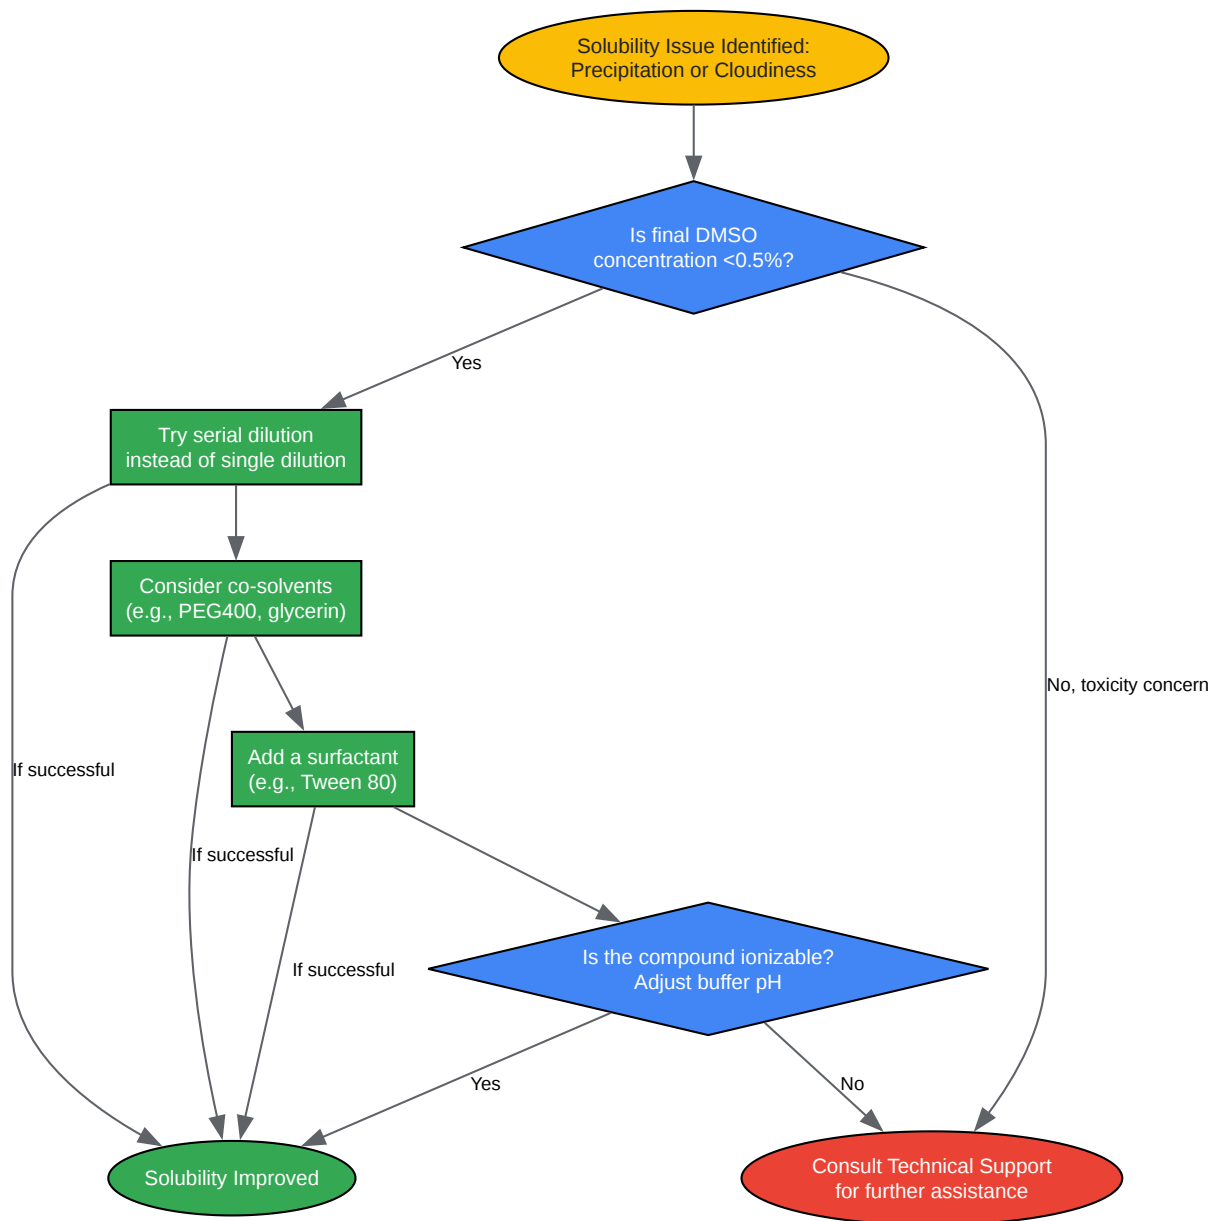 Solubility Issue Identified:
Precipitation or Cloudiness
Is final DMSO
concentration <0.5%?
Yes
Try serial dilution
instead of single dilution
Consider co-solvents
(e.g., PEG400, glycerin)
No, toxicity concern
Add a surfactant
(e.g., Tween 80)
If successful
If successful
If successful
Is the compound ionizable?
Adjust buffer pH
Yes
No
Solubility Improved
Consult Technical Support
for further assistance